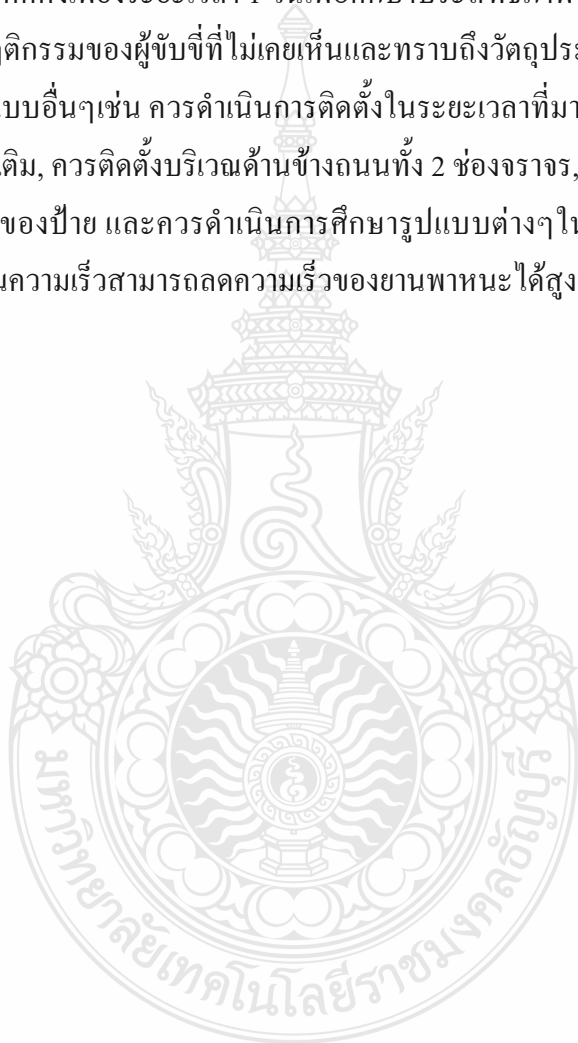 ฤติกรรมของผู้ขับขี่ที่ไม่เคยเห็นและทราบถึงวัตถุประ
แบบอื่นๆเช่น ควรดำเนินการติดตั้งในระยะเวลาที่มา
เดิม, ควรติดตั้งบริเวณด้านข้างถนนทั้ง 2 ช่องจราจร,
ของป้าย และควรดำเนินการศึกษารูปแบบต่างๆใน
นความเร็วสามารถลดความเร็วของยานพาหนะได้สูง
มหาวิทยาลัยเทคโนโลยีราชมงคลธัญบุรี